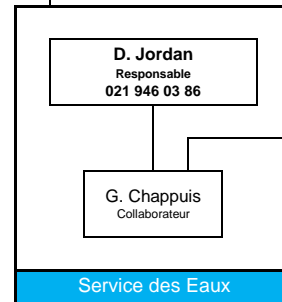 D. Jordan
Responsable
021 946 03 86
G. Chappuis
Collaborateur
Service des Eaux